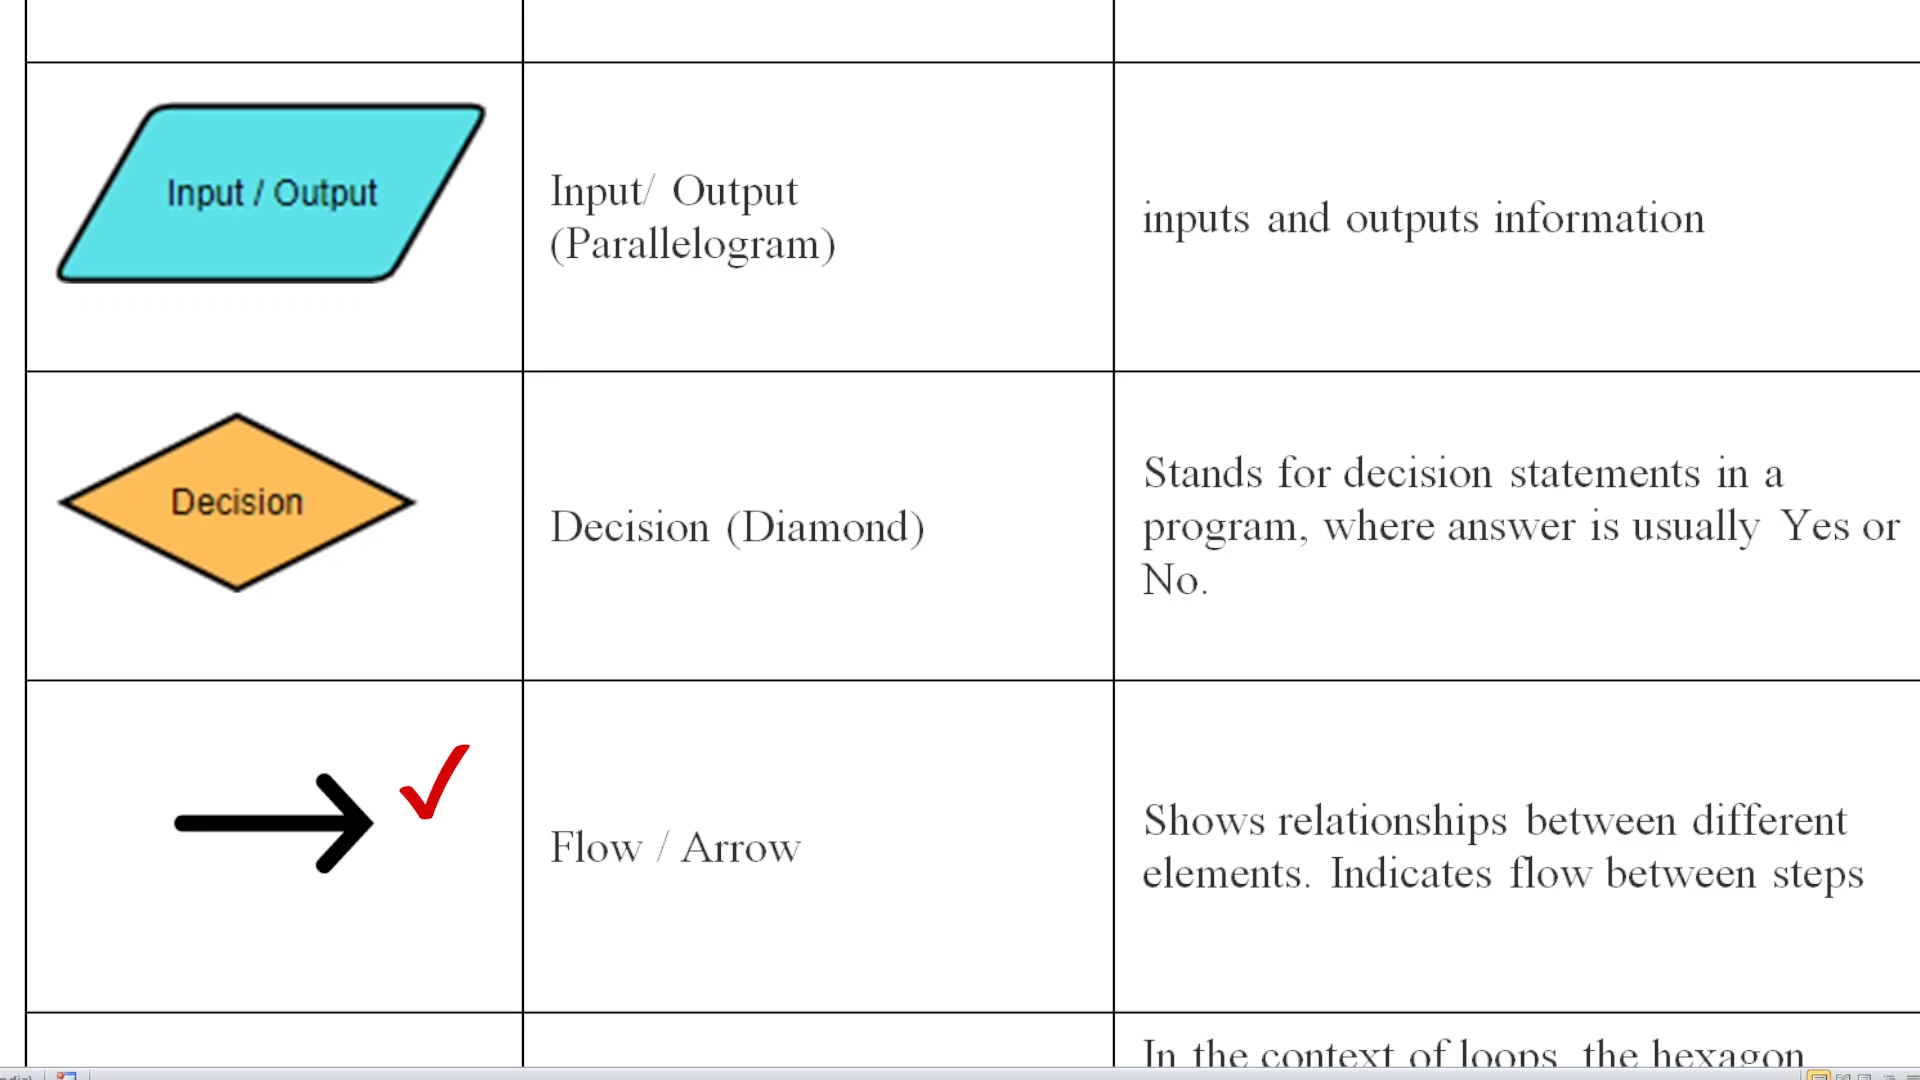 Input / Output
Input/ Output
(Parallelogram)
inputs and outputs information
Decision
Decision (Diamond)
Stands for decision statements in a
program, where answer is usually Yes or
No.
Flow / Arrow
Shows relationships between different
elements. Indicates flow between steps
In the context of loops, the hexagon